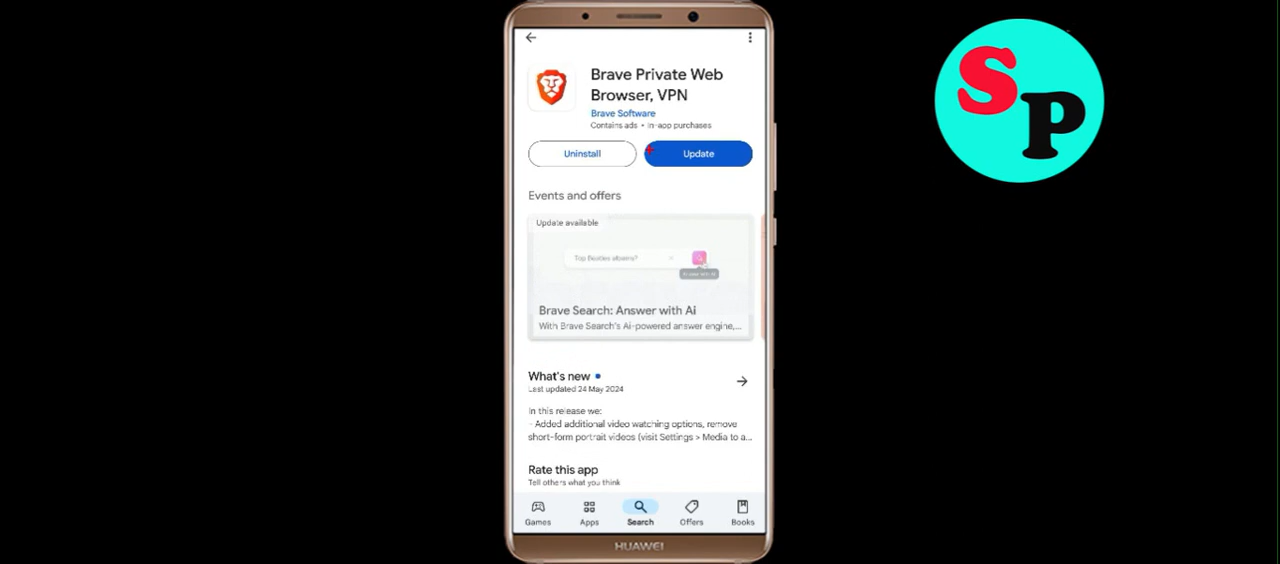 Brave Private Web
Browser, VPN
Brave Software
Contains ads • In-app purchases
Uninstall
Update
Events and offers
Update available
Top Beatles albums?
Answer with AI
Brave Search: Answer with Ai
With Brave Search's Ai-powered answer engine,...
What's new
Last updated 24 May 2024
In this release we:
- Added additional video watching options, remove
short-form portrait videos (visit Settings > Media to a...
Rate this app
Tell others what you think
Games
Apps
Search
Offers
Books
HUAWEI
SP